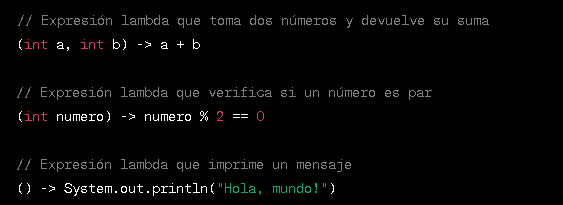 // Expresión lambda que toma dos números y devuelve su suma
(int a, int b) -> a + b
// Expresión lambda que verifica si un número es par
(int numero) -> numero % 2 == 0
// Expresión lambda que imprime un mensaje
() -> System.out.println("Hola, mundo!")